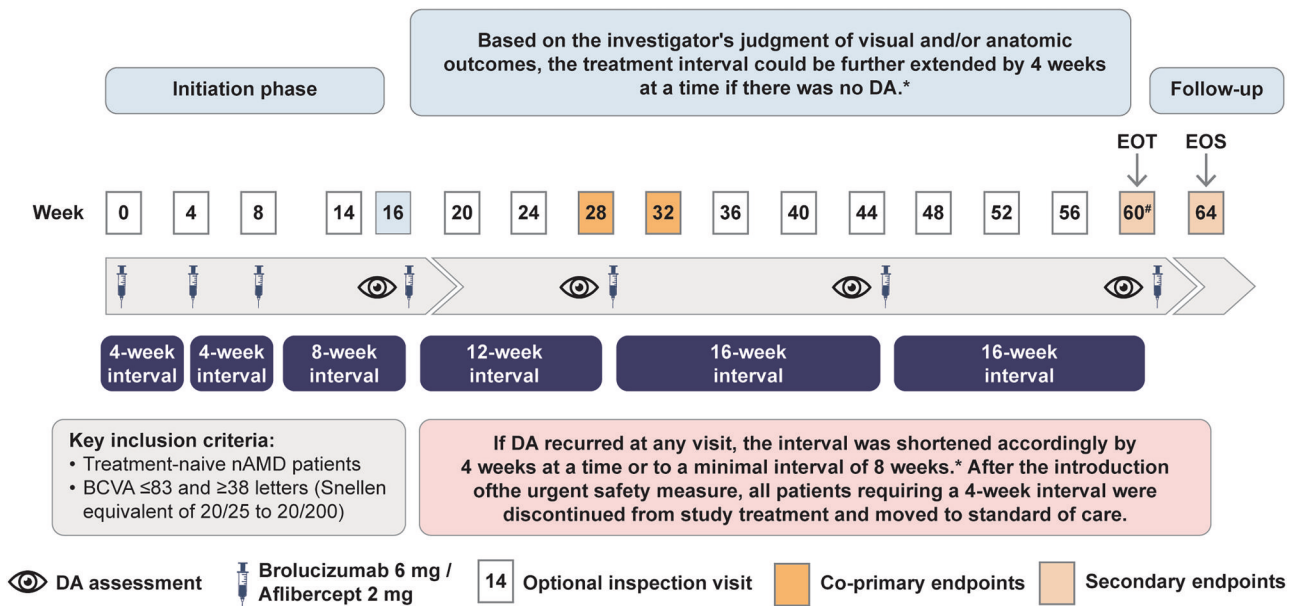 Based on the investigator's judgment of visual and/or anatomic
outcomes, the treatment interval could be further extended by 4 weeks
at a time if there was no DA.*
Initiation phase
Follow-up
EOT
EOS
Week
0
4
8
14
16
20
24
28
32
36
40
44
48
52
56
60#
64
4-week
interval
4-week
interval
8-week
interval
12-week
interval
16-week
interval
16-week
interval
Key inclusion criteria:
• Treatment-naive nAMD patients
• BCVA ≤83 and ≥38 letters (Snellen
equivalent of 20/25 to 20/200)
If DA recurred at any visit, the interval was shortened accordingly by
4 weeks at a time or to a minimal interval of 8 weeks.* After the introduction
ofthe urgent safety measure, all patients requiring a 4-week interval were
discontinued from study treatment and moved to standard of care.
DA assessment
Brolucizumab 6 mg /
Aflibercept 2 mg
14
Optional inspection visit
Co-primary endpoints
Secondary endpoints